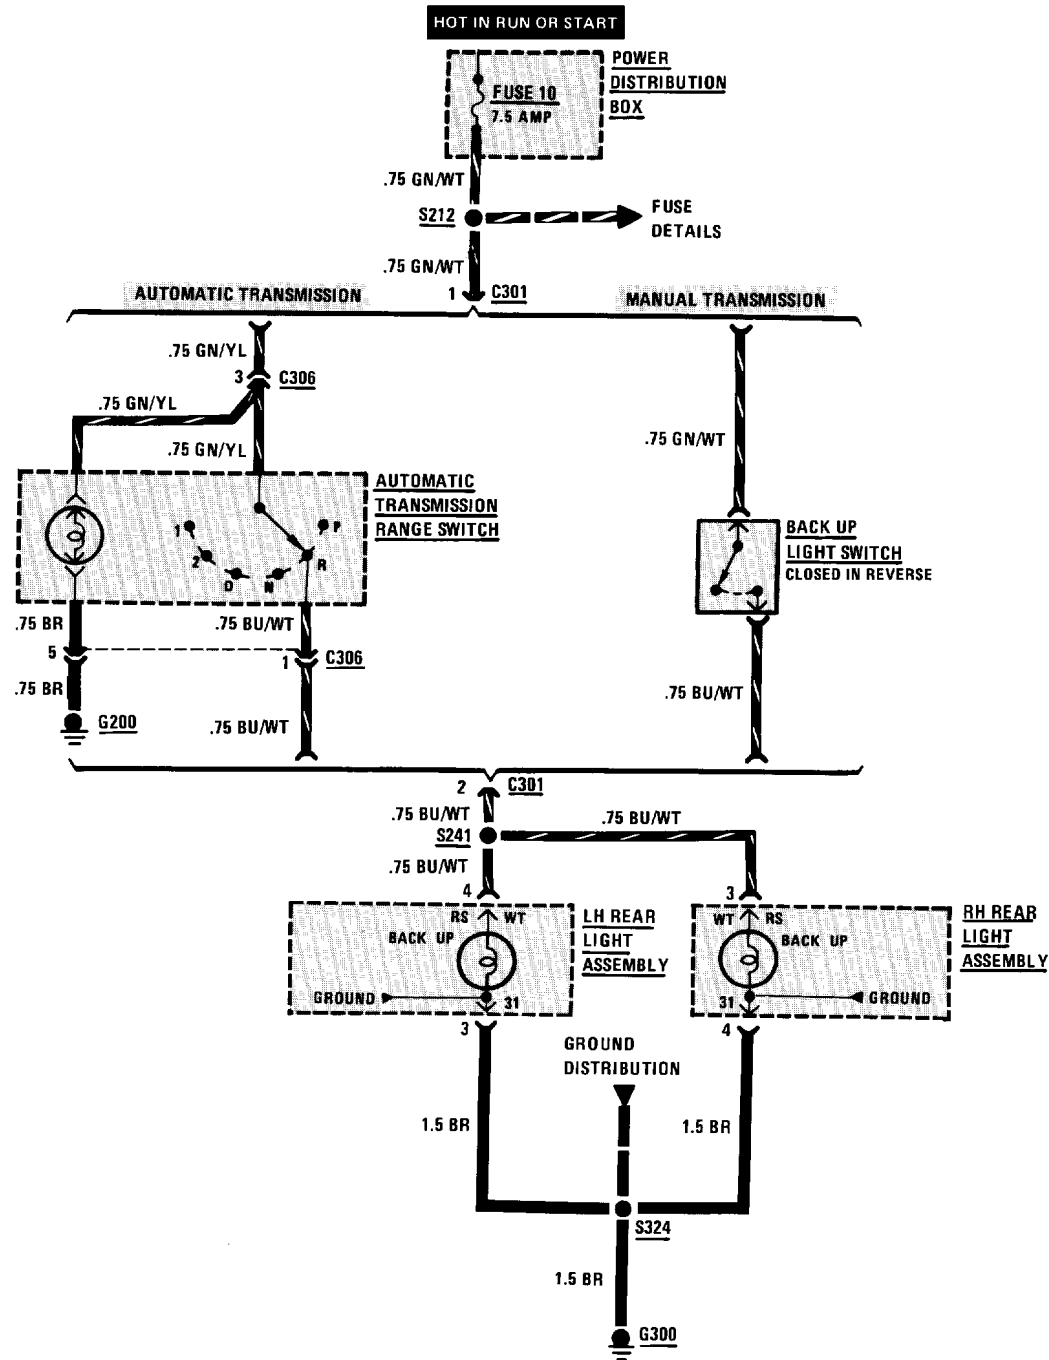 HOT IN RUN OR START
POWER
DISTRIBUTION
BOX
FUSE 10
7.5 AMP
.75 GN/WT
S212
FUSE
DETAILS
.75 GN/WT
1
C301
AUTOMATIC TRANSMISSION
MANUAL TRANSMISSION
.75 GN/YL
3
C306
.75 GN/YL
.75 GN/YL
.75 GN/WT
AUTOMATIC
TRANSMISSION
RANGE SWITCH
1
2
D
N
R
P
BACK UP
LIGHT SWITCH
CLOSED IN REVERSE
.75 BR
.75 BU/WT
5
1
C306
.75 BR
G200
.75 BU/WT
.75 BU/WT
2
C301
.75 BU/WT
.75 BU/WT
S241
.75 BU/WT
4
3
RS
WT
BACK UP
GROUND
31
LH REAR
LIGHT
ASSEMBLY
WT
RS
BACK UP
31
GROUND
RH REAR
LIGHT
ASSEMBLY
3
4
GROUND
DISTRIBUTION
1.5 BR
1.5 BR
S324
1.5 BR
G300